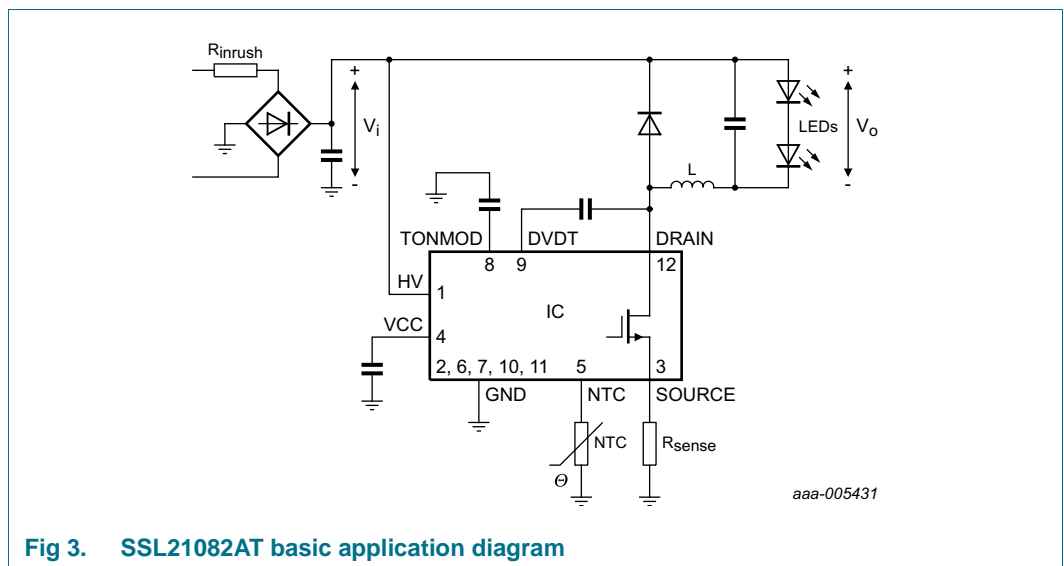 Rinrush
+
Vi
-
L
LEDs
+
Vo
-
TONMOD
DVDT
DRAIN
8
9
12
HV
1
IC
VCC
4
2, 6, 7, 10, 11
5
3
GND
NTC
SOURCE
NTC
Rsense
Θ
aaa-005431
Fig 3. SSL21082AT basic application diagram